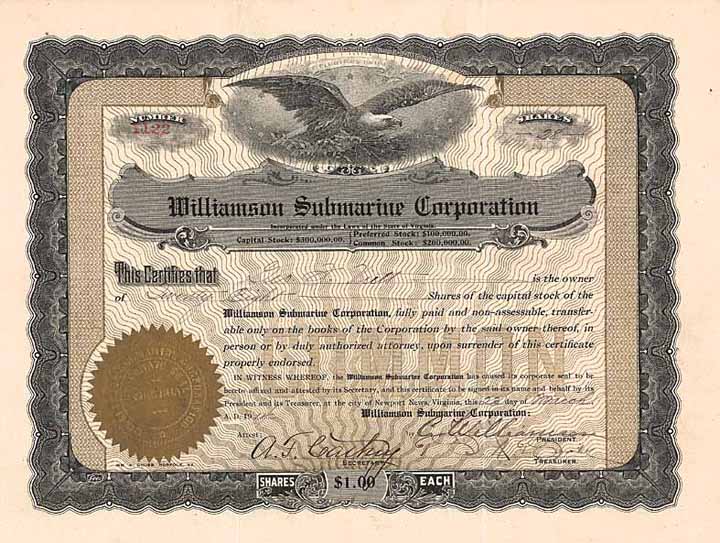 NUMBER
1122
SHARES
28
Williamson Submarine Corporation
Incorporated under the Laws of the State of Virginia.
Capital Stock: $300,000.00. Preferred Stock: $100,000.00.
Common Stock: $200,000.00.
This Certifies that is the owner
of Twenty Eight Shares of the capital stock of the
Williamson Submarine Corporation, fully paid and non-assessable, transfer-
able only on the books of the Corporation by the said owner thereof, in
person or by duly authorized attorney, upon surrender of this certificate
properly endorsed.
IN WITNESS WHEREOF, the Williamson Submarine Corporation has caused its corporate seal to be
hereto affixed and attested by its Secretary, and this certificate to be signed in its name and behalf by its
President and its Treasurer, at the city of Newport News, Virginia, this day of March
A. D. 19
Williamson Submarine Corporation:
Attest: by C. Williamson
PRESIDENT.
SECRETARY.
TREASURER.
COMMON
SHARES $1.00 EACH